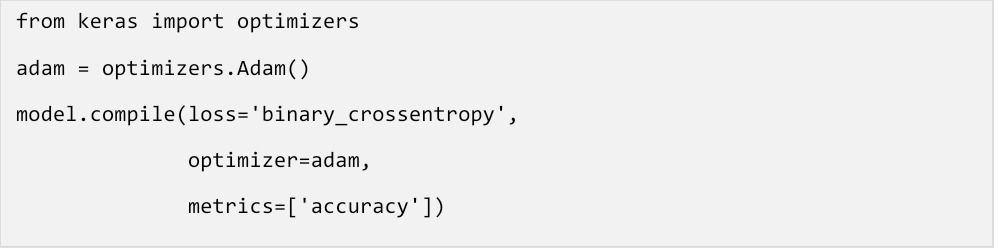 from keras import optimizers
adam = optimizers.Adam()
model.compile(loss='binary_crossentropy',
              optimizer=adam,
              metrics=['accuracy'])